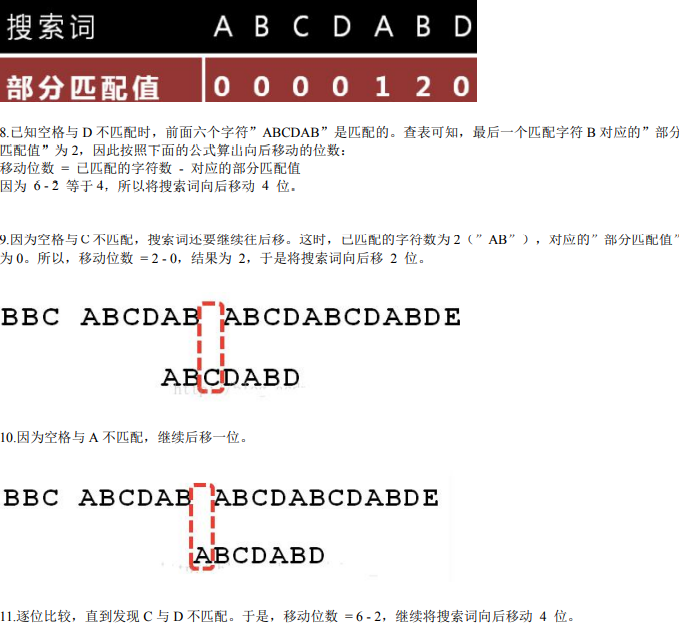 搜索词 A B C D A B D
部分匹配值 0 0 0 0 1 2 0
8.已知空格与 D 不匹配时，前面六个字符”ABCDAB”是匹配的。查表可知，最后一个匹配字符 B 对应的”部分
匹配值”为 2，因此按照下面的公式算出向后移动的位数：
移动位数 = 已匹配的字符数 - 对应的部分匹配值
因为 6 - 2 等于 4，所以将搜索词向后移动 4 位。
9.因为空格与 C 不匹配，搜索词还要继续往后移。这时，已匹配的字符数为 2（”AB”），对应的”部分匹配值”
为 0。所以，移动位数 = 2 - 0，结果为 2，于是将搜索词向后移 2 位。
BBC ABCDAB ABCDABCDABDE
ABCDABD
10.因为空格与 A 不匹配，继续后移一位。
BBC ABCDAB ABCDABCDABDE
ABCDABD
11.逐位比较，直到发现 C 与 D 不匹配。于是，移动位数 = 6 - 2，继续将搜索词向后移动 4 位。